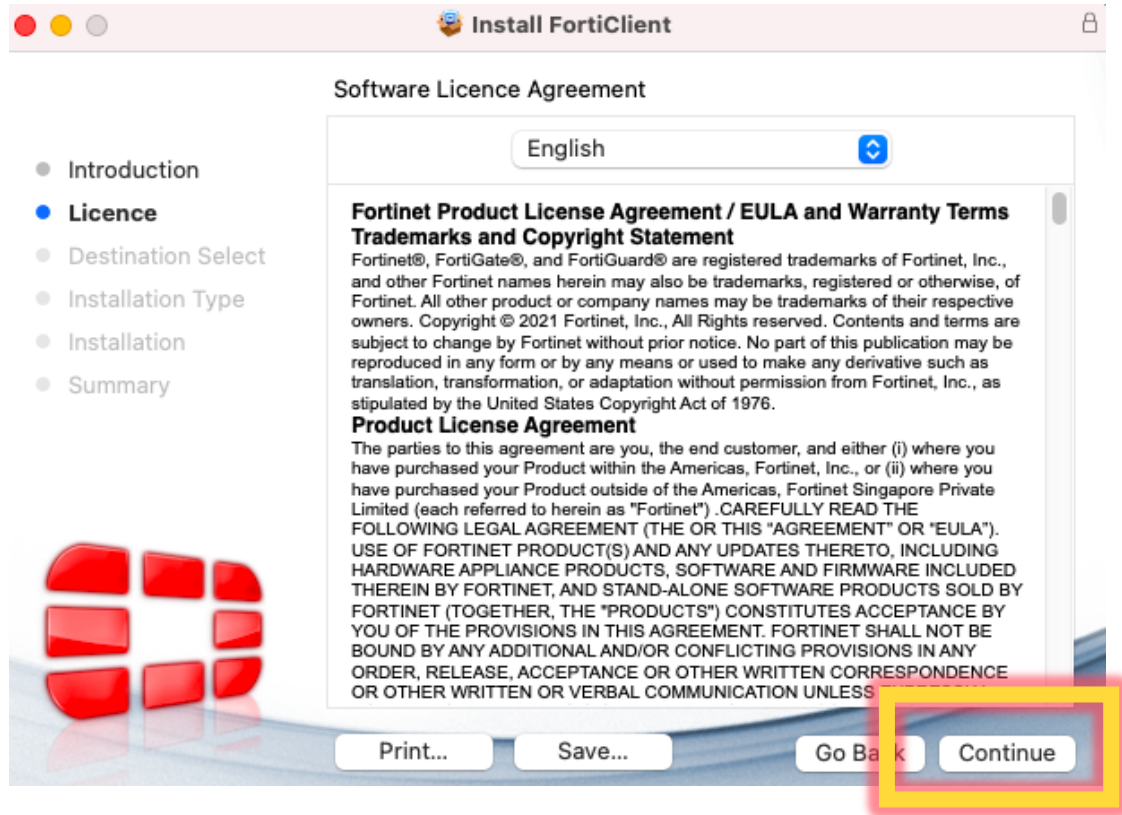 Install FortiClient
Software Licence Agreement
English
Introduction
Licence
Destination Select
Installation Type
Installation
Summary
Fortinet Product License Agreement / EULA and Warranty Terms
Trademarks and Copyright Statement
Fortinet®, FortiGate®, and FortiGuard® are registered trademarks of Fortinet, Inc.,
and other Fortinet names herein may also be trademarks, registered or otherwise, of
Fortinet. All other product or company names may be trademarks of their respective
owners. Copyright © 2021 Fortinet, Inc., All Rights reserved. Contents and terms are
subject to change by Fortinet without prior notice. No part of this publication may be
reproduced in any form or by any means or used to make any derivative such as
translation, transformation, or adaptation without permission from Fortinet, Inc., as
stipulated by the United States Copyright Act of 1976.
Product License Agreement
The parties to this agreement are you, the end customer, and either (i) where you
have purchased your Product within the Americas, Fortinet, Inc., or (ii) where you
have purchased your Product outside of the Americas, Fortinet Singapore Private
Limited (each referred to herein as "Fortinet") .CAREFULLY READ THE
FOLLOWING LEGAL AGREEMENT (THE OR THIS "AGREEMENT" OR "EULA").
USE OF FORTINET PRODUCT(S) AND ANY UPDATES THERETO, INCLUDING
HARDWARE APPLIANCE PRODUCTS, SOFTWARE AND FIRMWARE INCLUDED
THEREIN BY FORTINET, AND STAND-ALONE SOFTWARE PRODUCTS SOLD BY
FORTINET (TOGETHER, THE "PRODUCTS") CONSTITUTES ACCEPTANCE BY
YOU OF THE PROVISIONS IN THIS AGREEMENT. FORTINET SHALL NOT BE
BOUND BY ANY ADDITIONAL AND/OR CONFLICTING PROVISIONS IN ANY
ORDER, RELEASE, ACCEPTANCE OR OTHER WRITTEN CORRESPONDENCE
OR OTHER WRITTEN OR VERBAL COMMUNICATION UNLESS
Print...
Save...
Go Back
Continue